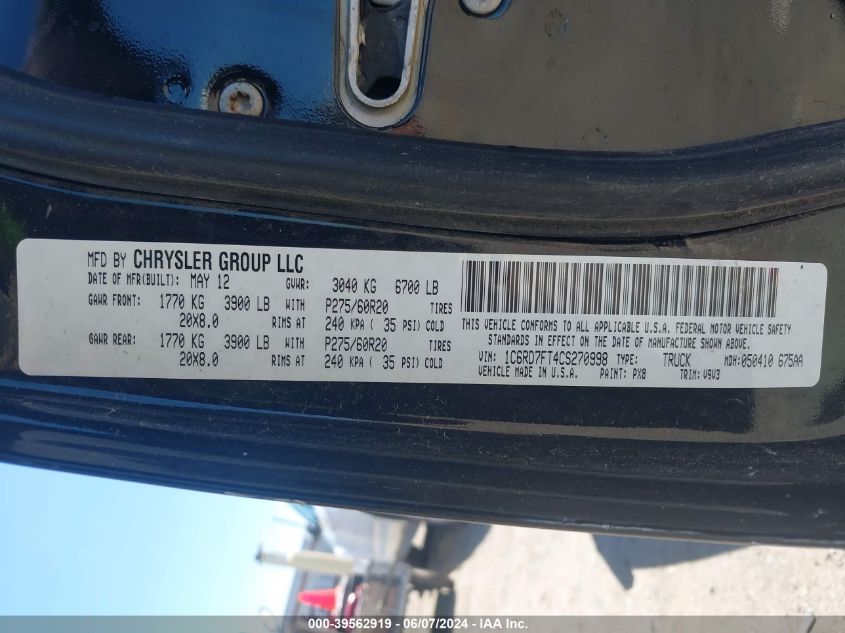 MFD BY CHRYSLER GROUP LLC
DATE OF MFR(BUILT): MAY 12 GVWR: 3040 KG 6700 LB
GAWR FRONT: 1770 KG 3900 LB WITH P275/60R20 TIRES
20X8.0 RIMS AT 240 KPA ( 35 PSI) COLD
GAWR REAR: 1770 KG 3900 LB WITH P275/60R20 TIRES
20X8.0 RIMS AT 240 KPA ( 35 PSI) COLD
THIS VEHICLE CONFORMS TO ALL APPLICABLE U.S.A. FEDERAL MOTOR VEHICLE SAFETY
STANDARDS IN EFFECT ON THE DATE OF MANUFACTURE SHOWN ABOVE.
VIN: 1C6RD7FT4CS270998 TYPE: TRUCK MDH:050410 675AA
VEHICLE MADE IN U.S.A. PAINT: PX8 TRIM: V9V3
000-39562919 - 06/07/2024 - IAA Inc.